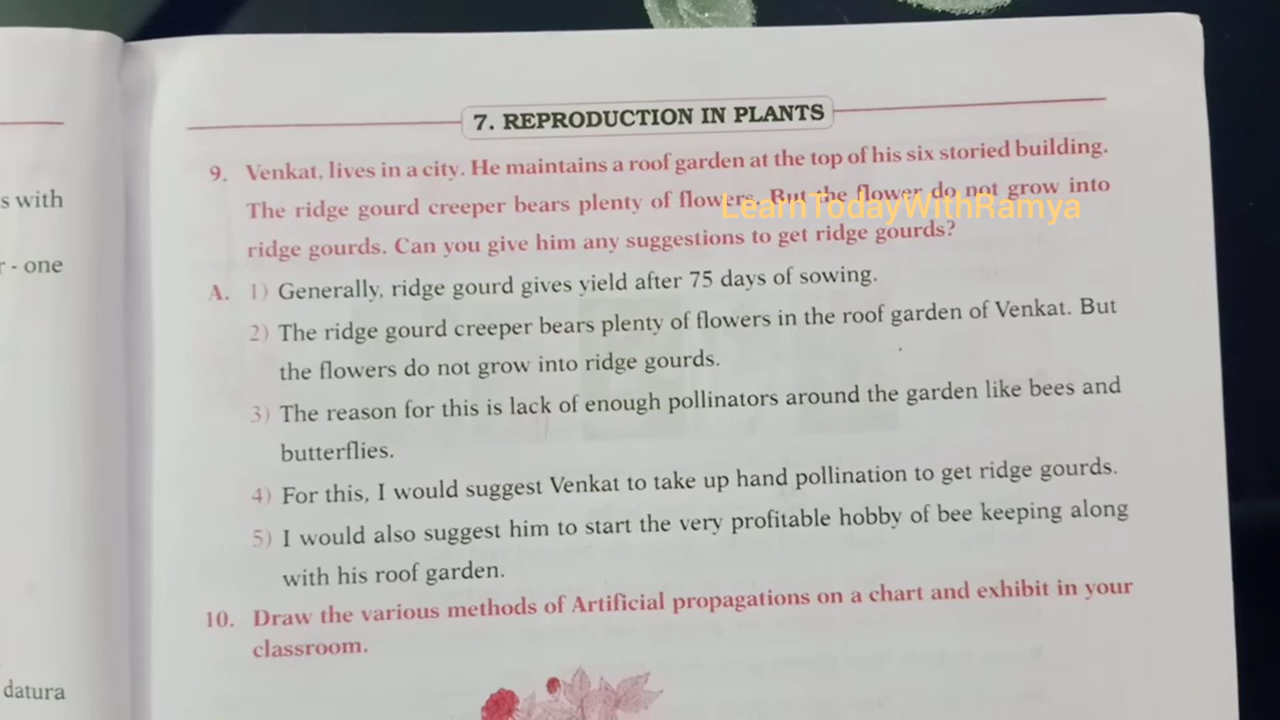 7. REPRODUCTION IN PLANTS
s with
r - one
datura
9. Venkat, lives in a city. He maintains a roof garden at the top of his six storied building.
The ridge gourd creeper bears plenty of flowers. But the flower do not grow into
LearnTodayWithRamya
ridge gourds. Can you give him any suggestions to get ridge gourds?
A. 1) Generally, ridge gourd gives yield after 75 days of sowing.
2) The ridge gourd creeper bears plenty of flowers in the roof garden of Venkat. But
the flowers do not grow into ridge gourds.
3) The reason for this is lack of enough pollinators around the garden like bees and
butterflies.
4) For this, I would suggest Venkat to take up hand pollination to get ridge gourds.
5) I would also suggest him to start the very profitable hobby of bee keeping along
with his roof garden.
10. Draw the various methods of Artificial propagations on a chart and exhibit in your
classroom.